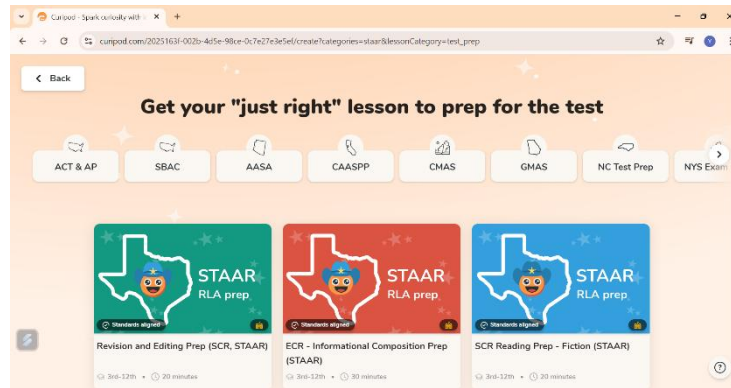 Curipod - Spark curiosity with
curipod.com/2025163f-002b-4d5e-98ce-0c7e27e3e5ef/create?categories=staar&lessonCategory=test_prep
Back
Get your "just right" lesson to prep for the test
ACT & AP
SBAC
AASA
CAASPP
CMAS
GMAS
NC Test Prep
NYS Exam
STAAR
RLA prep
Standards aligned
STAAR
RLA prep
Standards aligned
STAAR
RLA prep
Standards aligned
Revision and Editing Prep (SCR, STAAR)
3rd-12th • 20 minutes
ECR - Informational Composition Prep
(STAAR)
3rd-12th • 30 minutes
SCR Reading Prep - Fiction (STAAR)
3rd-12th • 20 minutes